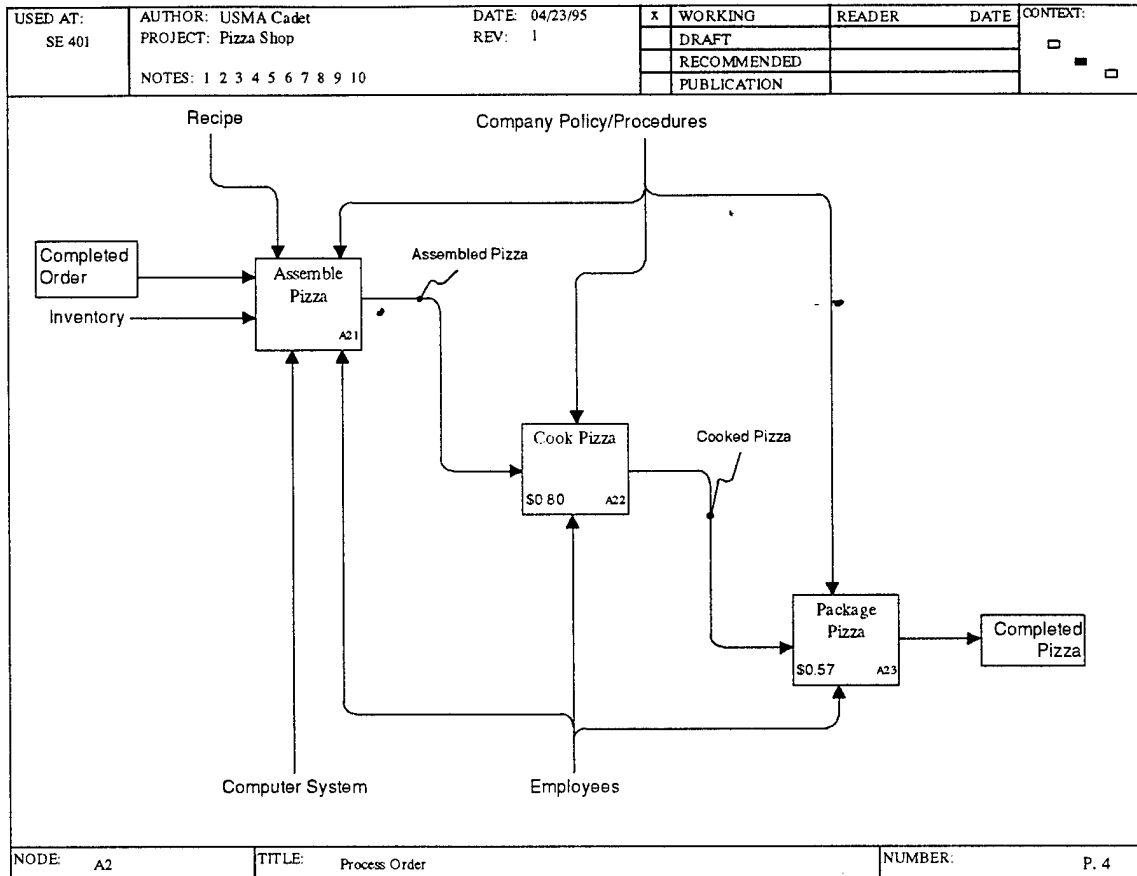 USED AT:
SE 401
AUTHOR: USMA Cadet
PROJECT: Pizza Shop
NOTES: 1 2 3 4 5 6 7 8 9 10
DATE: 04/23/95
REV: 1
x WORKING
DRAFT
RECOMMENDED
PUBLICATION
READER DATE
CONTEXT:
Recipe
Company Policy/Procedures
Completed
Order
Inventory
Assemble
Pizza
A21
Assembled Pizza
Cook Pizza
$0 80 A22
Cooked Pizza
Package
Pizza
$0.57 A23
Completed
Pizza
Computer System
Employees
NODE: A2
TITLE: Process Order
NUMBER: P. 4